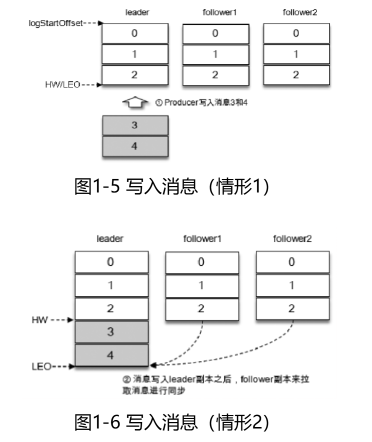 leader follower1 follower2
logStartOffset
0 0 0
1 1 1
2 2 2
HW/LEO
① Producer写入消息3和4
3
4
图1-5 写入消息（情形1）
leader follower1 follower2
0 0 0
1 1 1
2 2 2
HW
3
4
LEO
② 消息写入leader副本之后，follower副本来拉
取消息进行同步
图1-6 写入消息（情形2）